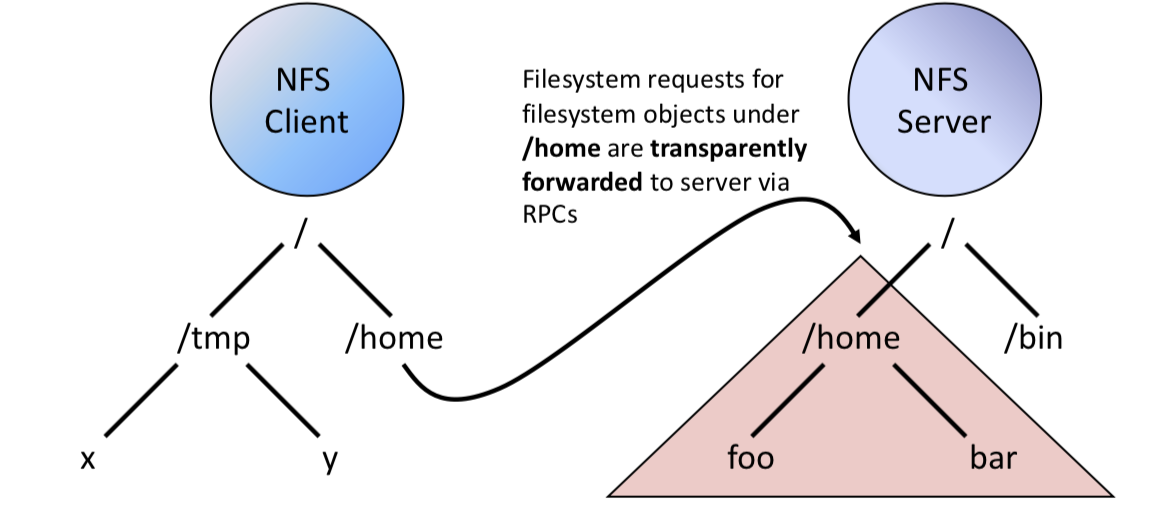 NFS
Client
Filesystem requests for
filesystem objects under
/home are transparently
forwarded to server via
RPCs
NFS
Server
/
/
/tmp
/home
/home
/bin
x
y
foo
bar